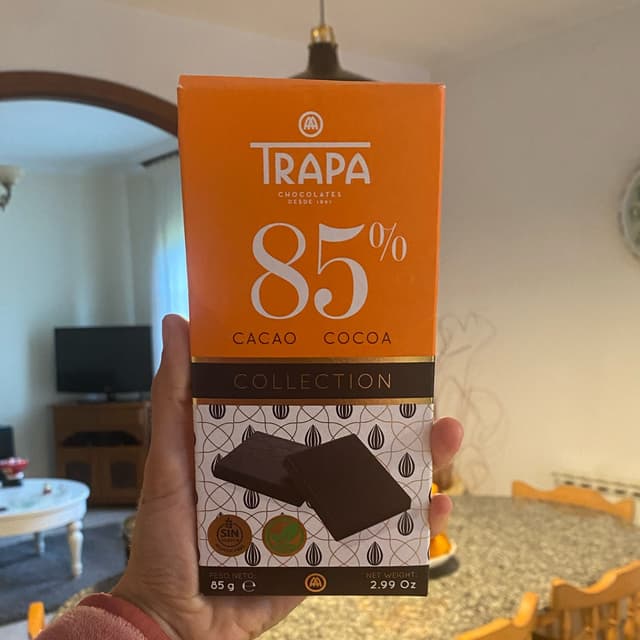 TRAPA
CHOCOLATES
DESDE 1891
85%
CACAO COCOA
COLLECTION
SIN
PESO NETO: NET WEIGHT:
85 g e 2.99 Oz